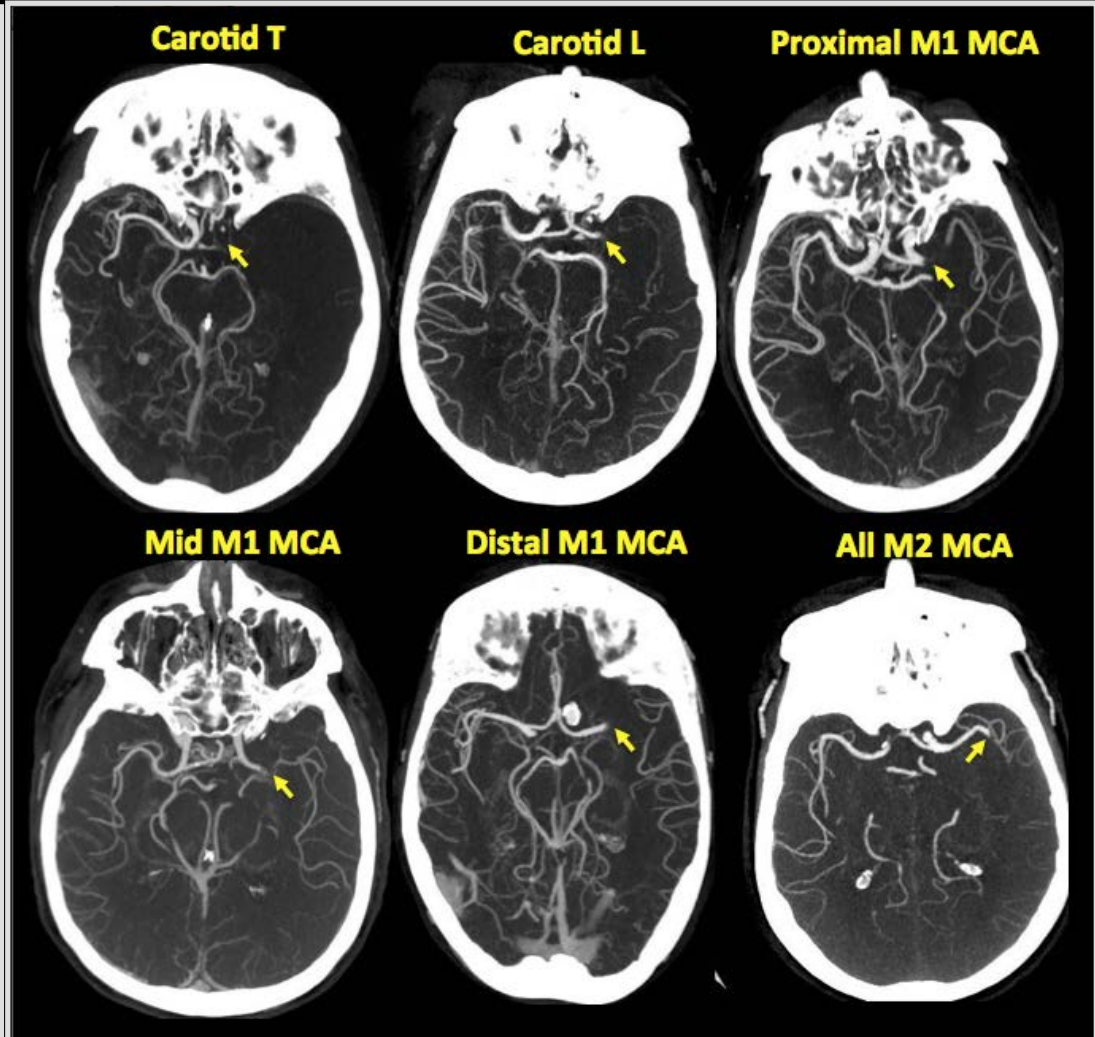 Carotid T
Carotid L
Proximal M1 MCA
Mid M1 MCA
Distal M1 MCA
All M2 MCA